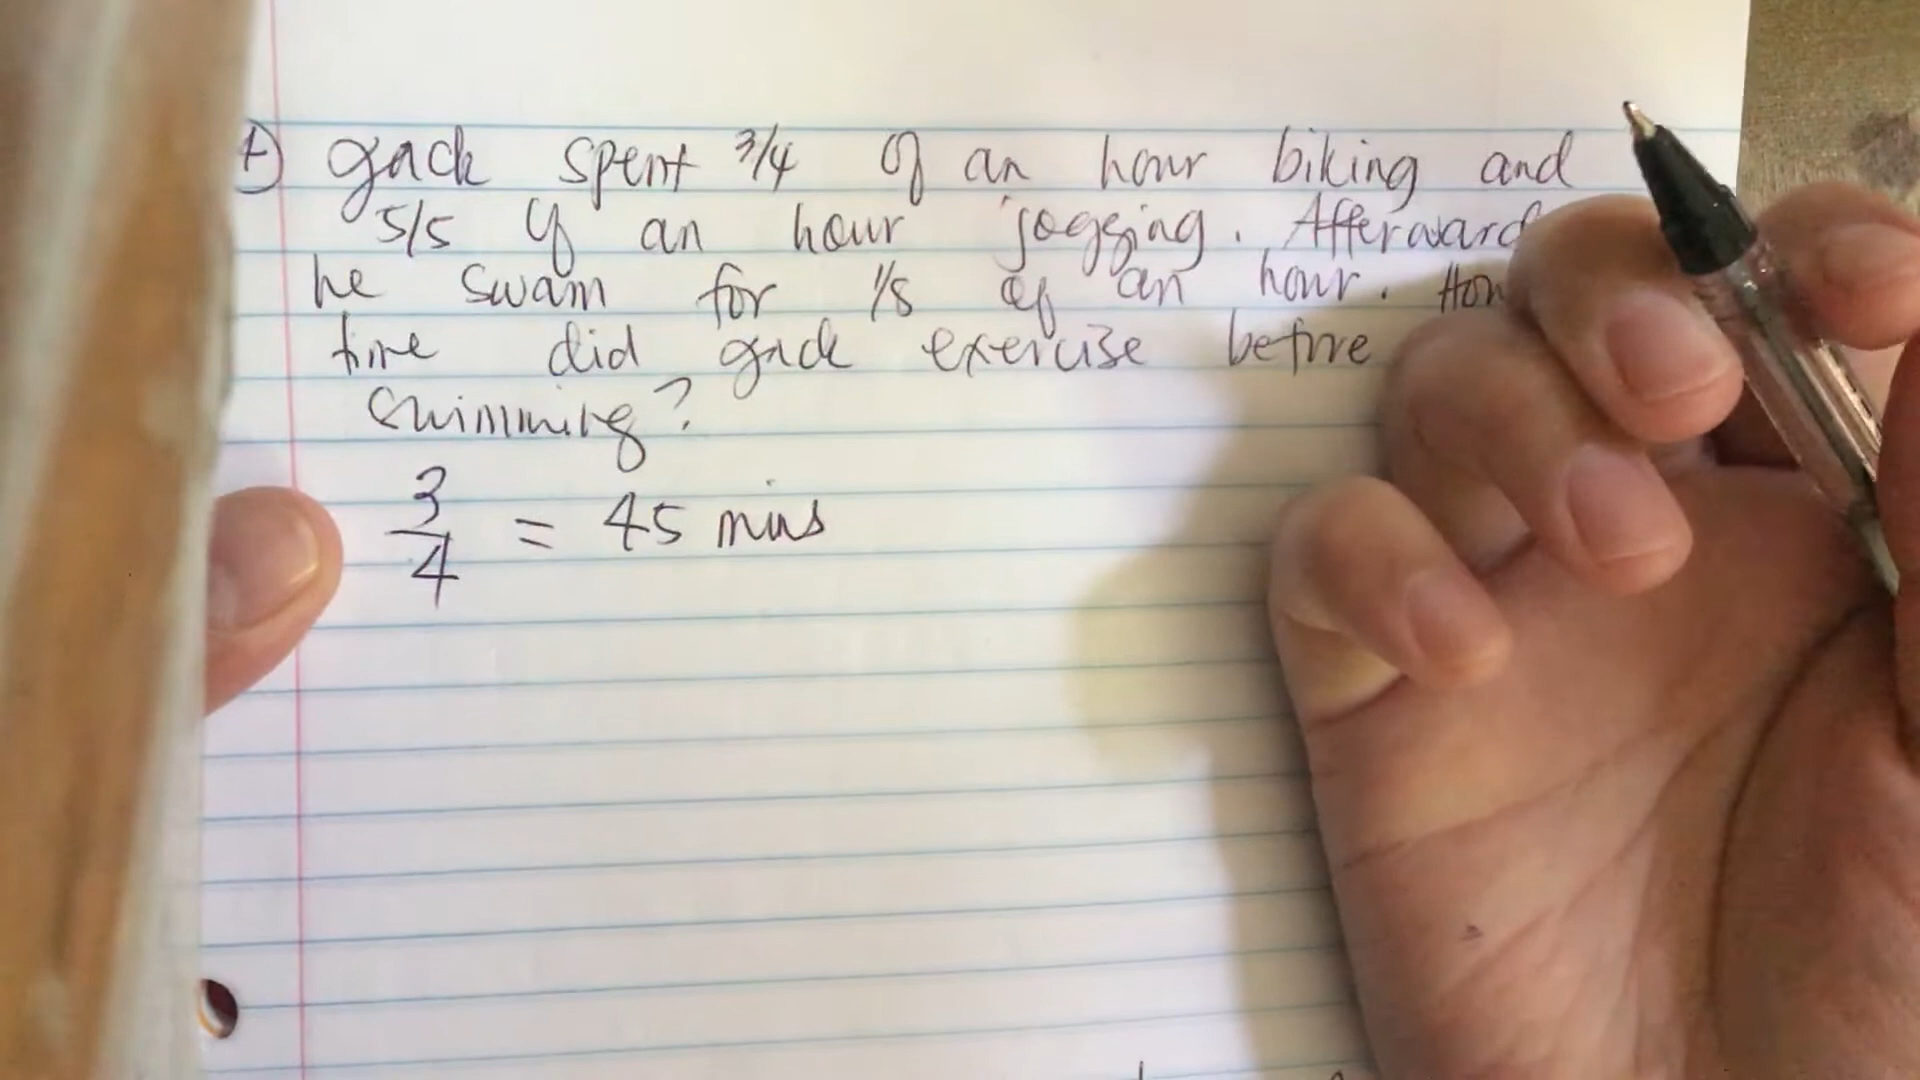 1) Jack spent 3/4 of an hour biking and
5/5 of an hour jogging. Afterward
he swam for 1/5 of an hour. How
time did Jack exercise before
swimming?
3/4 = 45 mins